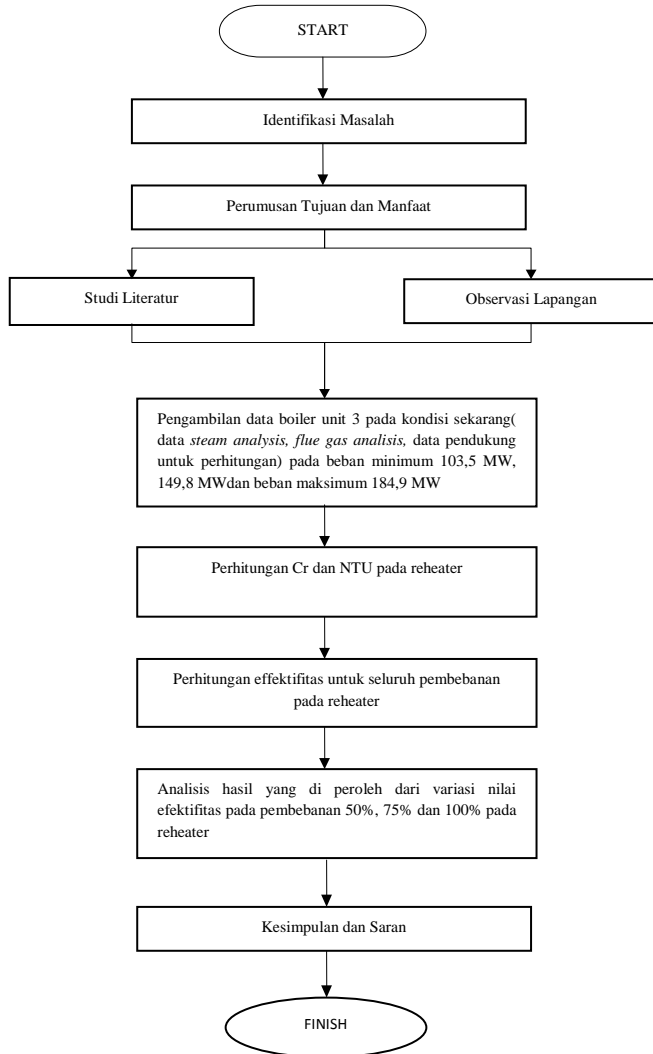 START
Identifikasi Masalah
Perumusan Tujuan dan Manfaat
Studi Literatur
Observasi Lapangan
Pengambilan data boiler unit 3 pada kondisi sekarang(
data steam analysis, flue gas analisis, data pendukung
untuk perhitungan) pada beban minimum 103,5 MW,
149,8 MWdan beban maksimum 184,9 MW
Perhitungan Cr dan NTU pada reheater
Perhitungan effektifitas untuk seluruh pembebanan
pada reheater
Analisis hasil yang di peroleh dari variasi nilai
efektifitas pada pembebanan 50%, 75% dan 100% pada
reheater
Kesimpulan dan Saran
FINISH